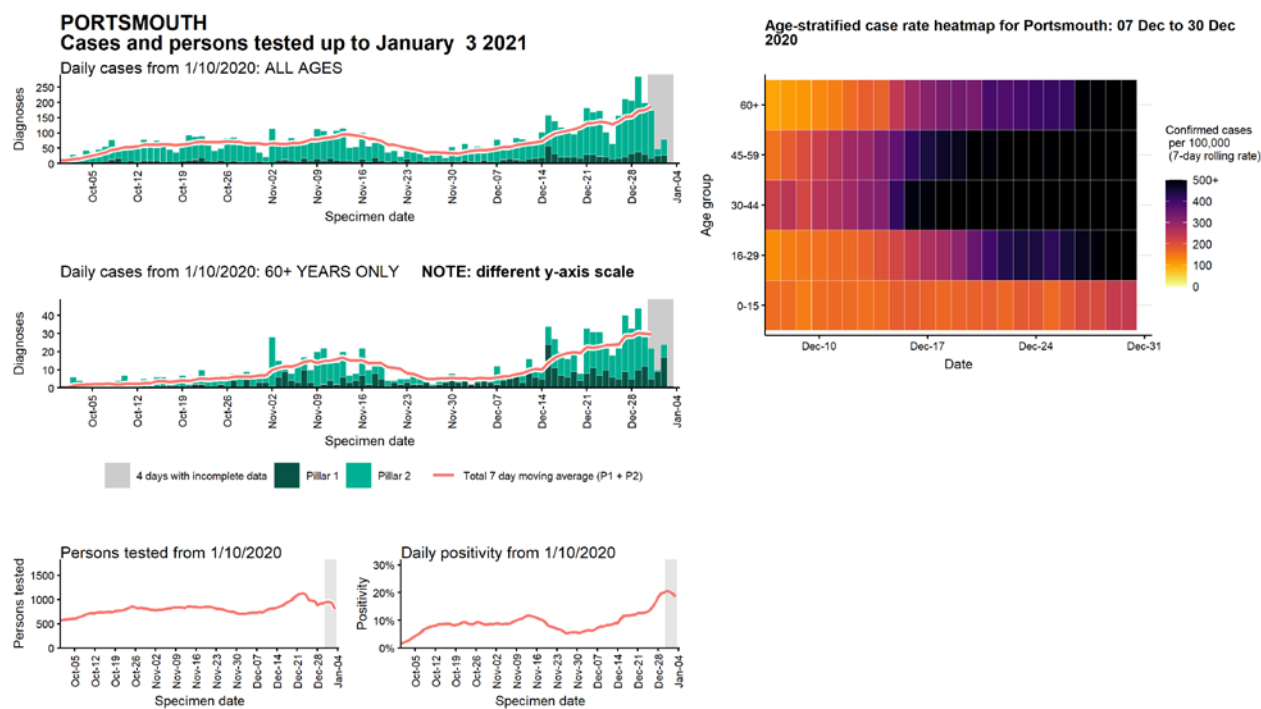 PORTSMOUTH
Cases and persons tested up to January 3 2021
Daily cases from 1/10/2020: ALL AGES
Diagnoses
250
200
150
100
50
0
Oct-05 Oct-12 Oct-19 Oct-26 Nov-02 Nov-09 Nov-16 Nov-23 Nov-30 Dec-07 Dec-14 Dec-21 Dec-28 Jan-04
Specimen date
Daily cases from 1/10/2020: 60+ YEARS ONLY NOTE: different y-axis scale
Diagnoses
40
30
20
10
0
Oct-05 Oct-12 Oct-19 Oct-26 Nov-02 Nov-09 Nov-16 Nov-23 Nov-30 Dec-07 Dec-14 Dec-21 Dec-28 Jan-04
Specimen date
4 days with incomplete data Pillar 1 Pillar 2 Total 7 day moving average (P1 + P2)
Persons tested from 1/10/2020
Persons tested
1500
1000
500
0
Oct-05 Oct-12 Oct-19 Oct-26 Nov-02 Nov-09 Nov-16 Nov-23 Nov-30 Dec-07 Dec-14 Dec-21 Dec-28 Jan-04
Specimen date
Daily positivity from 1/10/2020
Positivity
30%
20%
10%
0%
Oct-05 Oct-12 Oct-19 Oct-26 Nov-02 Nov-09 Nov-16 Nov-23 Nov-30 Dec-07 Dec-14 Dec-21 Dec-28 Jan-04
Specimen date
Age-stratified case rate heatmap for Portsmouth: 07 Dec to 30 Dec
2020
Age group
60+
45-59
30-44
16-29
0-15
Dec-10 Dec-17 Dec-24 Dec-31
Date
Confirmed cases
per 100,000
(7-day rolling rate)
500+
400
300
200
100
0